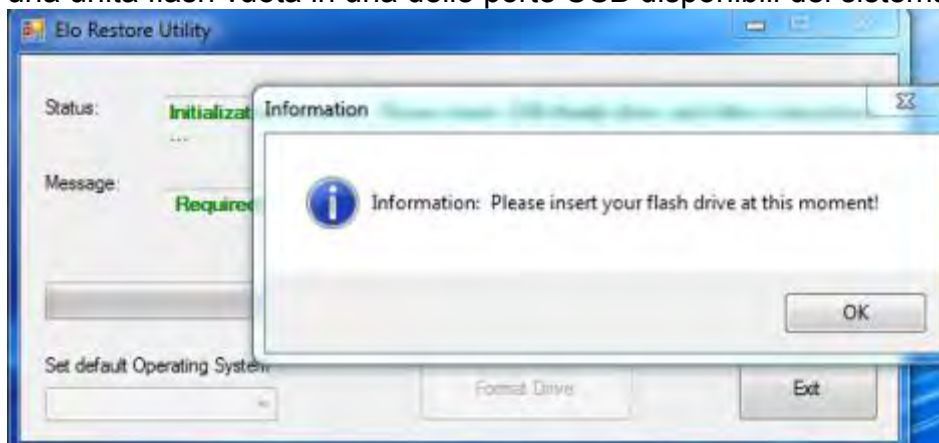 una unità flash vuota in una delle porte USB disponibili del sistema
Elo Restore Utility
Status:
Initializat
...
Information
Message:
Required
Information: Please insert your flash drive at this moment!
OK
Set default Operating System
Format Drive
Exit